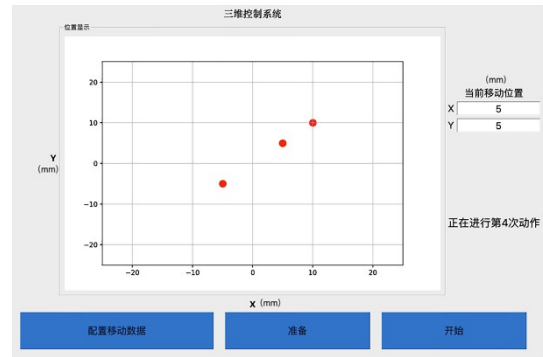 三维控制系统
位置显示
20
10
0
−10
−20
Y
(mm)
−20 −10 0 10 20
X (mm)
(mm)
当前移动位置
X 5
Y 5
正在进行第4次动作
配置移动数据 准备 开始